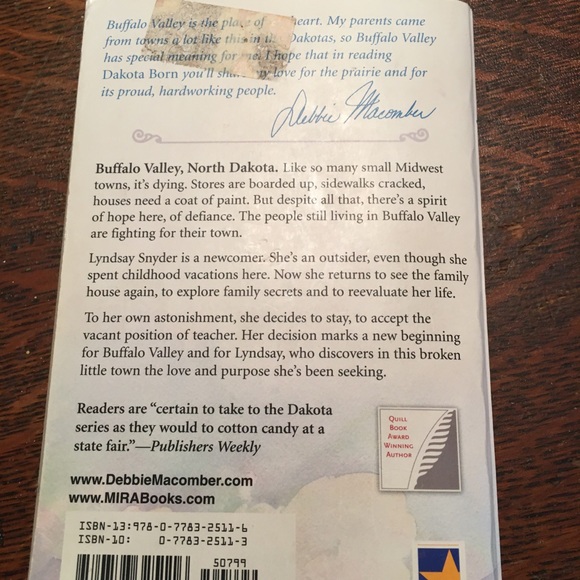 Buffalo Valley is the place of heart. My parents came
from towns a lot like this in the Dakotas, so Buffalo Valley
has special meaning for me. I hope that in reading
Dakota Born you'll share my love for the prairie and for
its proud, hardworking people.
Debbie Macomber
Buffalo Valley, North Dakota. Like so many small Midwest
towns, it's dying. Stores are boarded up, sidewalks cracked,
houses need a coat of paint. But despite all that, there's a spirit
of hope here, of defiance. The people still living in Buffalo Valley
are fighting for their town.
Lyndsay Snyder is a newcomer. She's an outsider, even though she
spent childhood vacations here. Now she returns to see the family
house again, to explore family secrets and to reevaluate her life.
To her own astonishment, she decides to stay, to accept the
vacant position of teacher. Her decision marks a new beginning
for Buffalo Valley and for Lyndsay, who discovers in this broken
little town the love and purpose she's been seeking.
Readers are “certain to take to the Dakota
series as they would to cotton candy at a
state fair.”—Publishers Weekly
QUILL
BOOK
AWARD
WINNING
AUTHOR
www.DebbieMacomber.com
www.MIRABooks.com
ISBN-13:978-0-7783-2511-6
ISBN-10: 0-7783-2511-3
50799